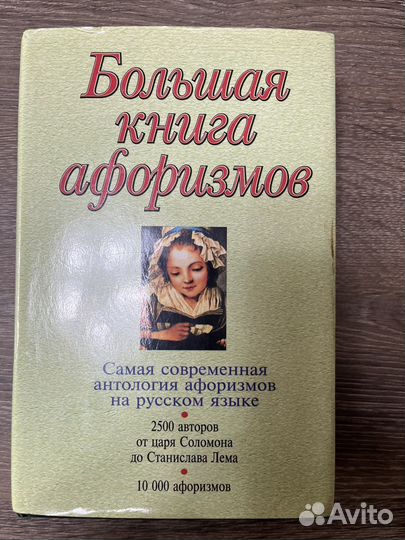 Большая
книга
афоризмов
Самая современная
антология афоризмов
на русском языке
•
2500 авторов
от царя Соломона
до Станислава Лема
•
10 000 афоризмов
Avito